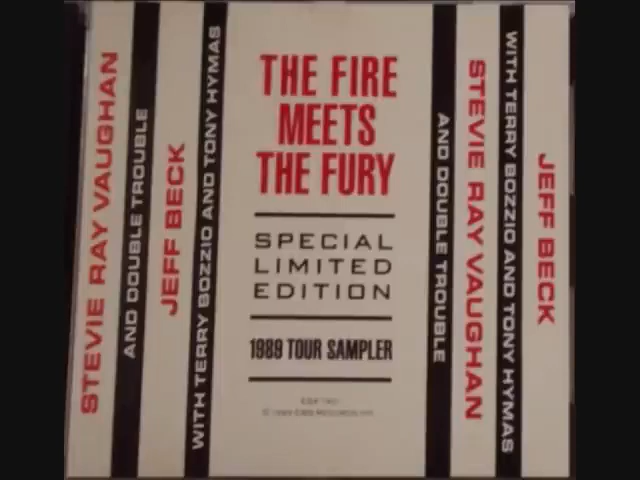 STEVIE RAY VAUGHAN
AND DOUBLE TROUBLE
JEFF BECK
WITH TERRY BOZZIO AND TONY HYMAS
THE FIRE
MEETS
THE FURY
SPECIAL
LIMITED
EDITION
1989 TOUR SAMPLER
AND DOUBLE TROUBLE
STEVIE RAY VAUGHAN
WITH TERRY BOZZIO AND TONY HYMAS
JEFF BECK